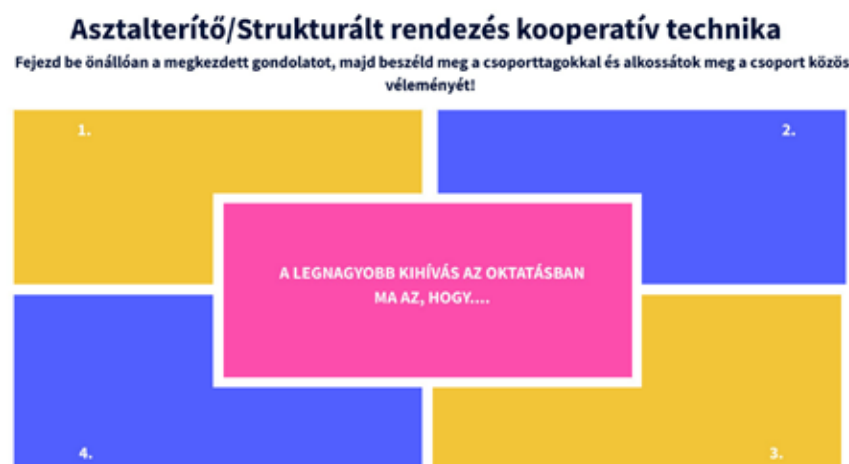 Asztalterítő/Strukturált rendezés kooperatív technika
Fejezd be önállóan a megkezdett gondolatot, majd beszéld meg a csoporttagokkal és alkossátok meg a csoport közös
véleményét!
1.
2.
A LEGNAGYOBB KIHÍVÁS AZ OKTATÁSBAN
MA AZ, HOGY....
4.
3.